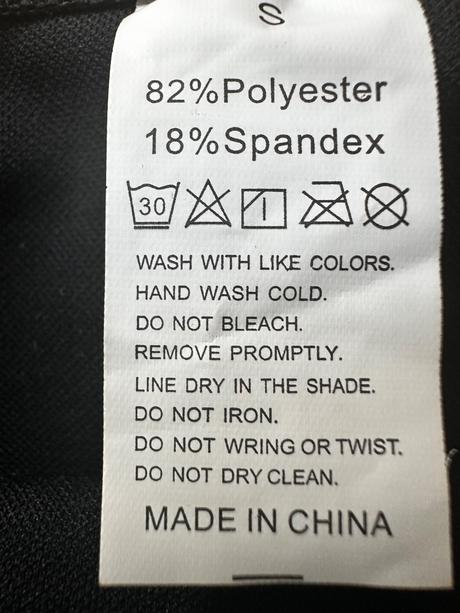 S
82%Polyester
18%Spandex
30
WASH WITH LIKE COLORS.
HAND WASH COLD.
DO NOT BLEACH.
REMOVE PROMPTLY.
LINE DRY IN THE SHADE.
DO NOT IRON.
DO NOT WRING OR TWIST.
DO NOT DRY CLEAN.
MADE IN CHINA